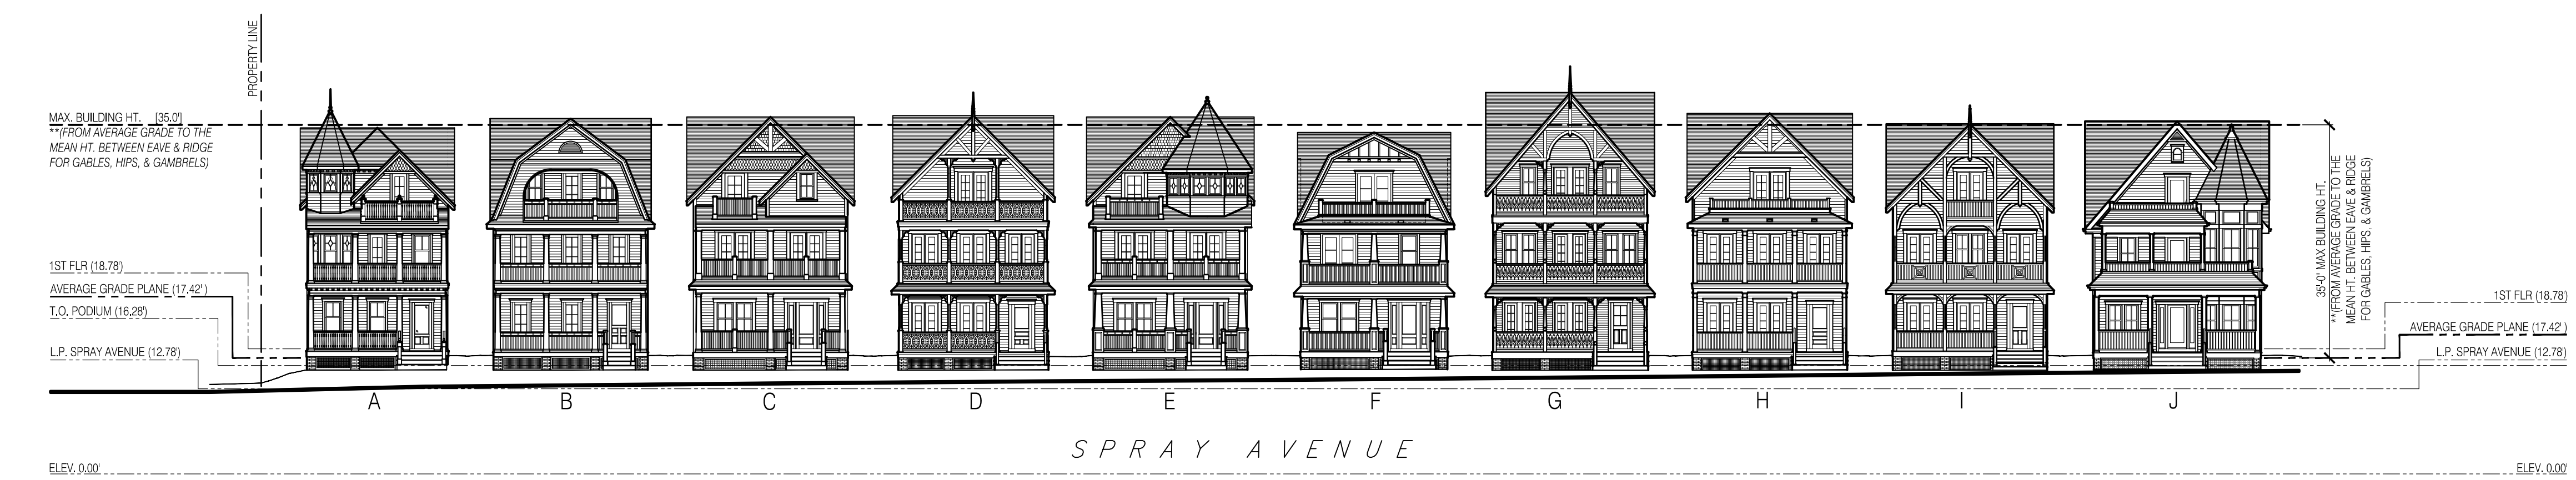 PROPERTY LINE
MAX. BUILDING HT. [35.0']
**(FROM AVERAGE GRADE TO THE
MEAN HT. BETWEEN EAVE & RIDGE
FOR GABLES, HIPS, & GAMBRELS)
1ST FLR (18.78')
AVERAGE GRADE PLANE (17.42')
T.O. PODIUM (16.28')
L.P. SPRAY AVENUE (12.78')
35'-0" MAX BUILDING HT.
**(FROM AVERAGE GRADE TO THE
MEAN HT. BETWEEN EAVE & RIDGE
FOR GABLES, HIPS, & GAMBRELS)
1ST FLR (18.78')
AVERAGE GRADE PLANE (17.42')
L.P. SPRAY AVENUE (12.78')
A B C D E F G H I J
SPRAY AVENUE
ELEV. 0.00' ELEV. 0.00'